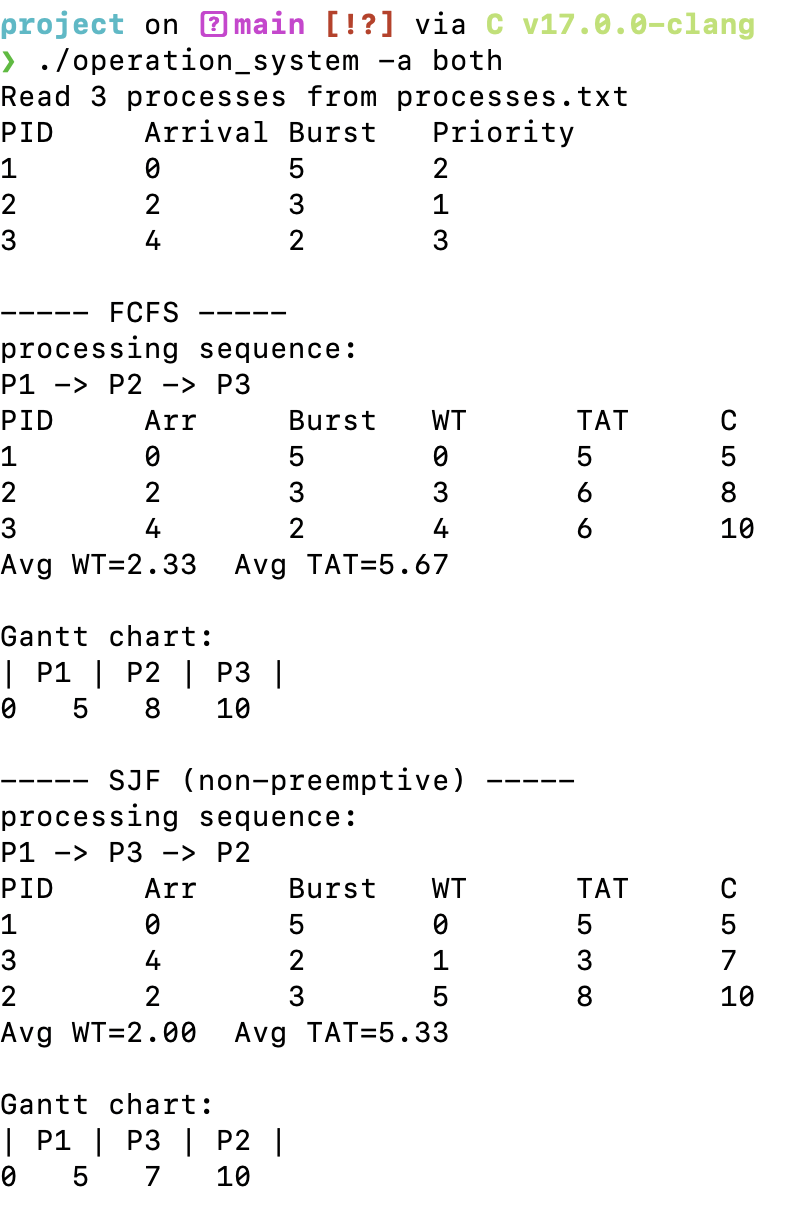 project on main [!?] via C v17.0.0-clang
❯ ./operation_system -a both
Read 3 processes from processes.txt
PID     Arrival Burst   Priority
1       0       5       2
2       2       3       1
3       4       2       3

----- FCFS -----
processing sequence:
P1 -> P2 -> P3
PID     Arr     Burst   WT      TAT     C
1       0       5       0       5       5
2       2       3       3       6       8
3       4       2       4       6       10
Avg WT=2.33  Avg TAT=5.67

Gantt chart:
| P1 | P2 | P3 |
0   5   8   10

----- SJF (non-preemptive) -----
processing sequence:
P1 -> P3 -> P2
PID     Arr     Burst   WT      TAT     C
1       0       5       0       5       5
3       4       2       1       3       7
2       2       3       5       8       10
Avg WT=2.00  Avg TAT=5.33

Gantt chart:
| P1 | P3 | P2 |
0   5   7   10